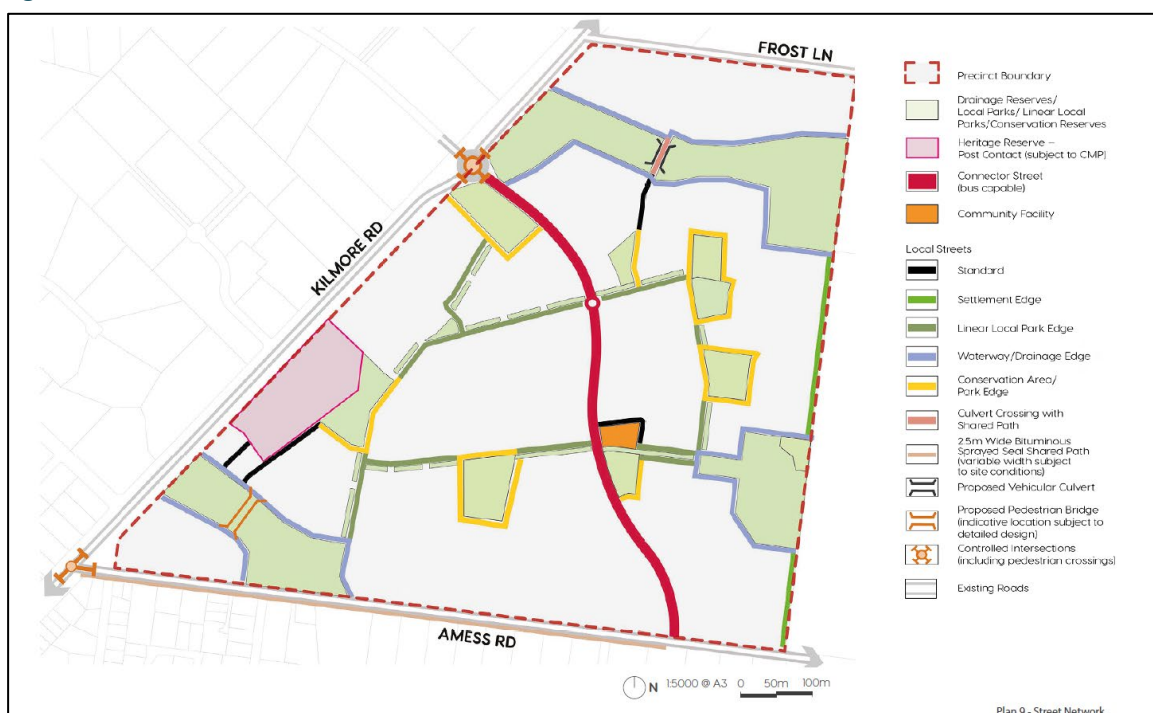 FROST LN
KILMORE RD
AMESS RD
Precinct Boundary
Drainage Reserves/
Local Parks/ Linear Local
Parks/Conservation Reserves
Heritage Reserve –
Post Contact (subject to CMP)
Connector Street
(bus capable)
Community Facility
Local Streets
Standard
Settlement Edge
Linear Local Park Edge
Waterway/Drainage Edge
Conservation Area/
Park Edge
Culvert Crossing with
Shared Path
2.5m Wide Bituminous
Sprayed Seal Shared Path
(variable width subject
to site conditions)
Proposed Vehicular Culvert
Proposed Pedestrian Bridge
(indicative location subject to
detailed design)
Controlled Intersections
(including pedestrian crossings)
Existing Roads
N 1:5000 @ A3 0 50m 100m
Plan 9 - Street Network